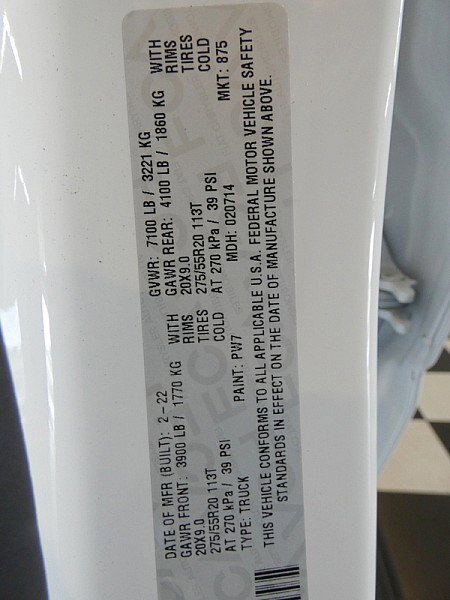 DATE OF MFR (BUILT): 2-22 GVWR: 7100 LB / 3221 KG
GAWR FRONT: 3900 LB / 1770 KG WITH GAWR REAR: 4100 LB / 1860 KG WITH
20X9.0 RIMS 20X9.0 RIMS
275/55R20 113T TIRES 275/55R20 113T TIRES
AT 270 kPa / 39 PSI COLD AT 270 kPa / 39 PSI COLD
TYPE: TRUCK PAINT: PW7 MDH: 020714 MKT: 875
THIS VEHICLE CONFORMS TO ALL APPLICABLE U.S.A. FEDERAL MOTOR VEHICLE SAFETY
STANDARDS IN EFFECT ON THE DATE OF MANUFACTURE SHOWN ABOVE.